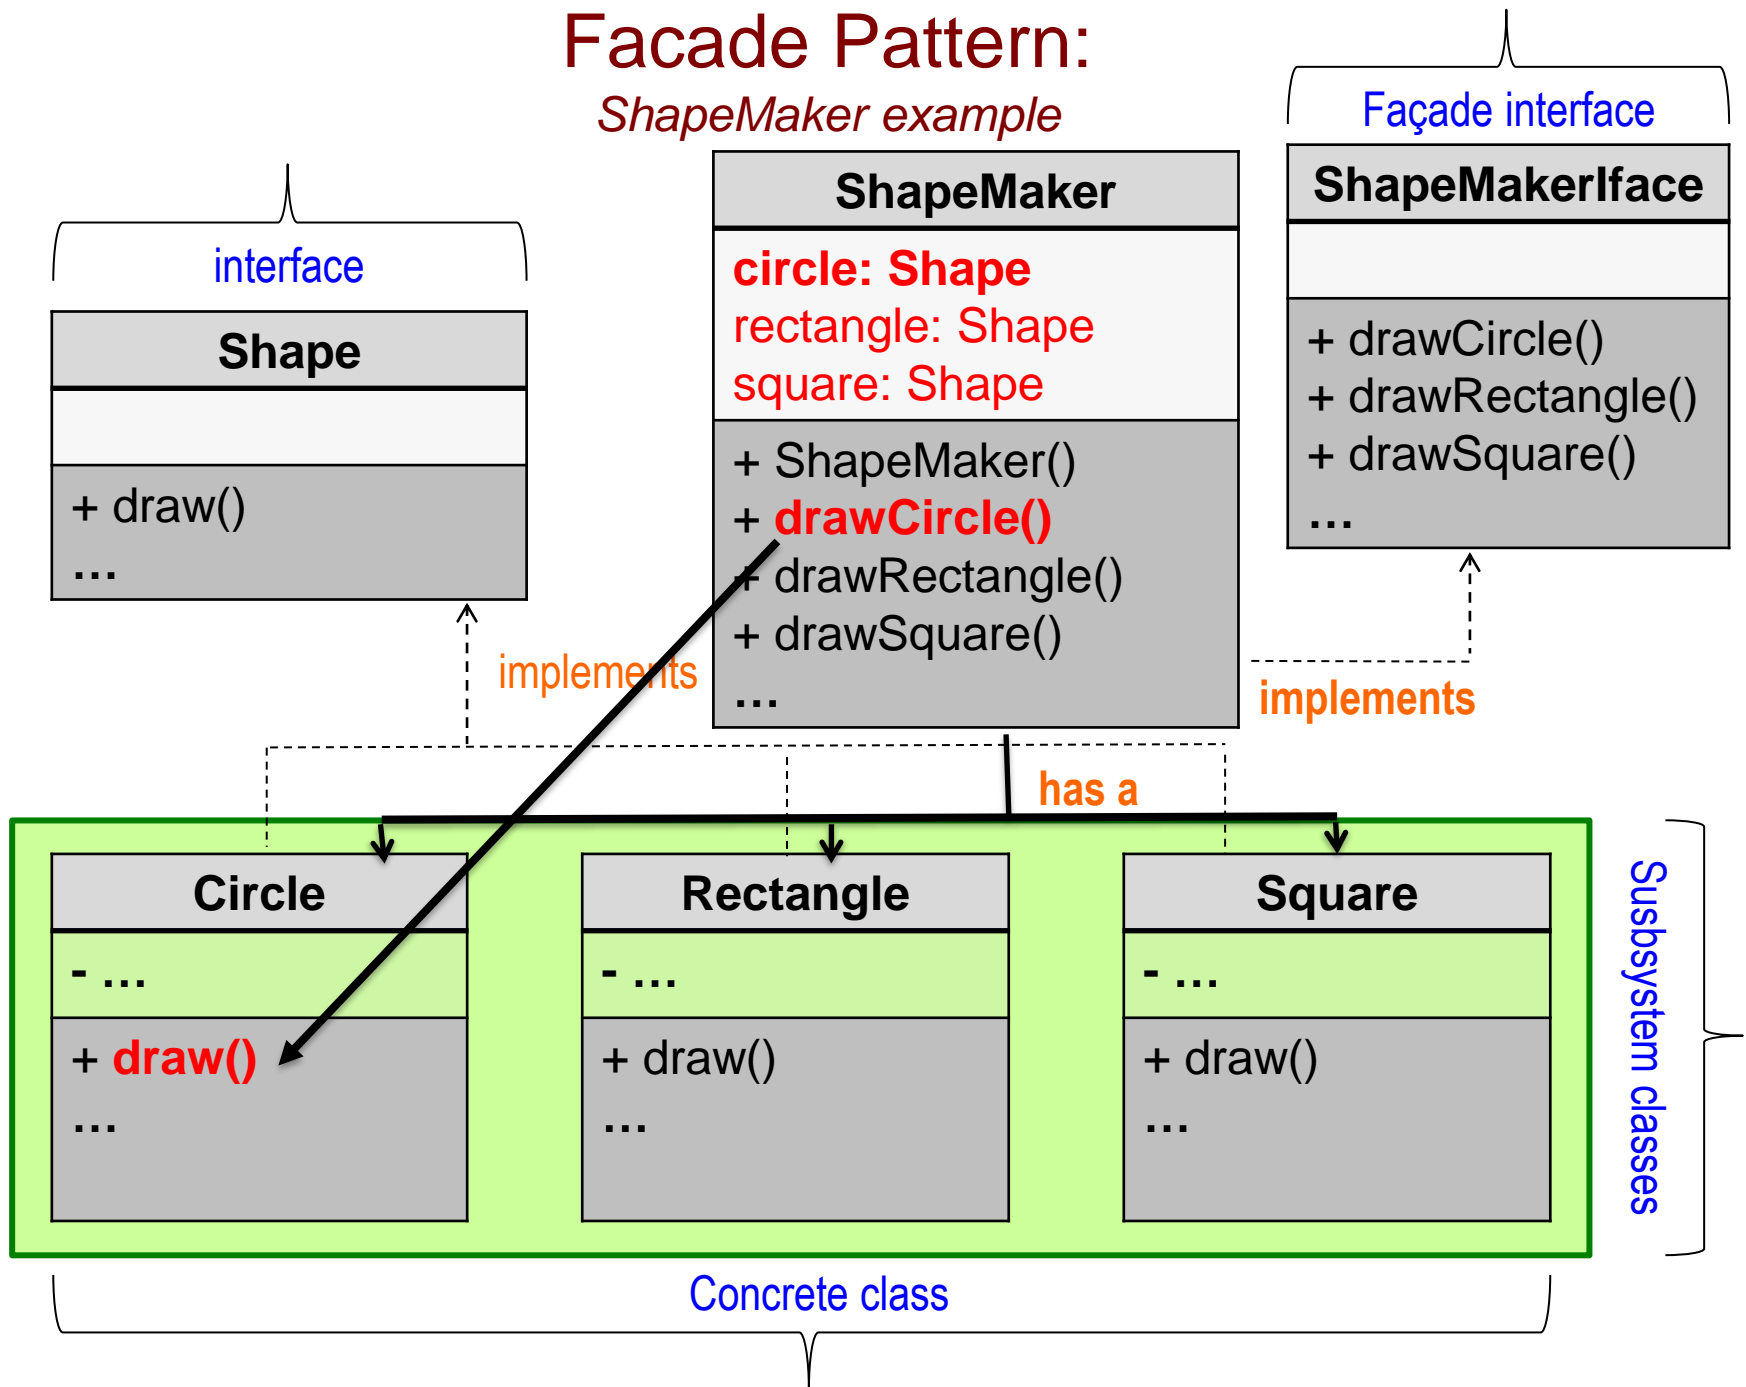 Facade Pattern:
ShapeMaker example
Façade interface
ShapeMakerIface
+ drawCircle()
+ drawRectangle()
+ drawSquare()
…
interface
Shape
+ draw()
…
ShapeMaker
circle: Shape
rectangle: Shape
square: Shape
+ ShapeMaker()
+ drawCircle()
+ drawRectangle()
+ drawSquare()
…
implements
implements
has a
Circle
- …
+ draw()
…
Rectangle
- …
+ draw()
…
Square
- …
+ draw()
…
Susbsystem classes
Concrete class